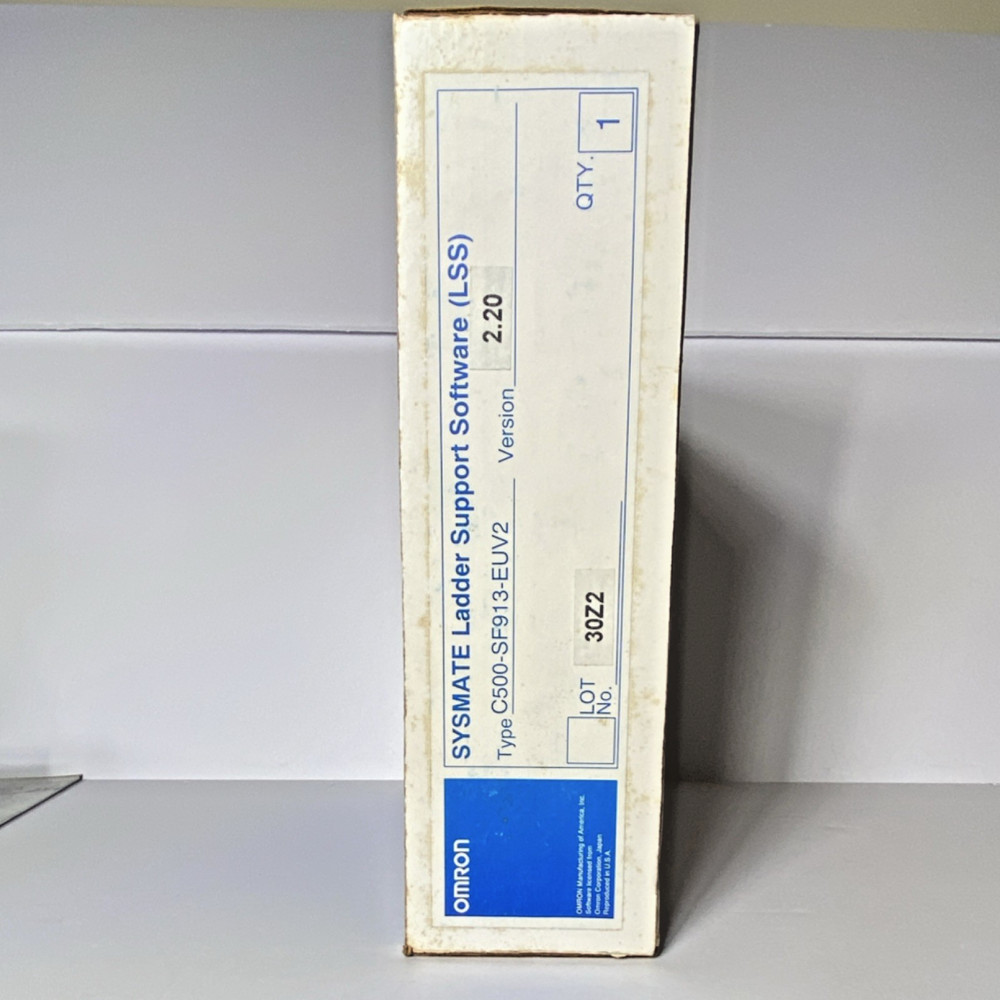 SYSMATE Ladder Support Software (LSS)
Type C500-SF913-EUV2 Version 2.20
LOT No. 30Z2 QTY. 1
OMRON
OMRON Manufacturing of America, Inc.
Software licensed from
Omron Corporation, Japan
Reproduced in U.S.A.